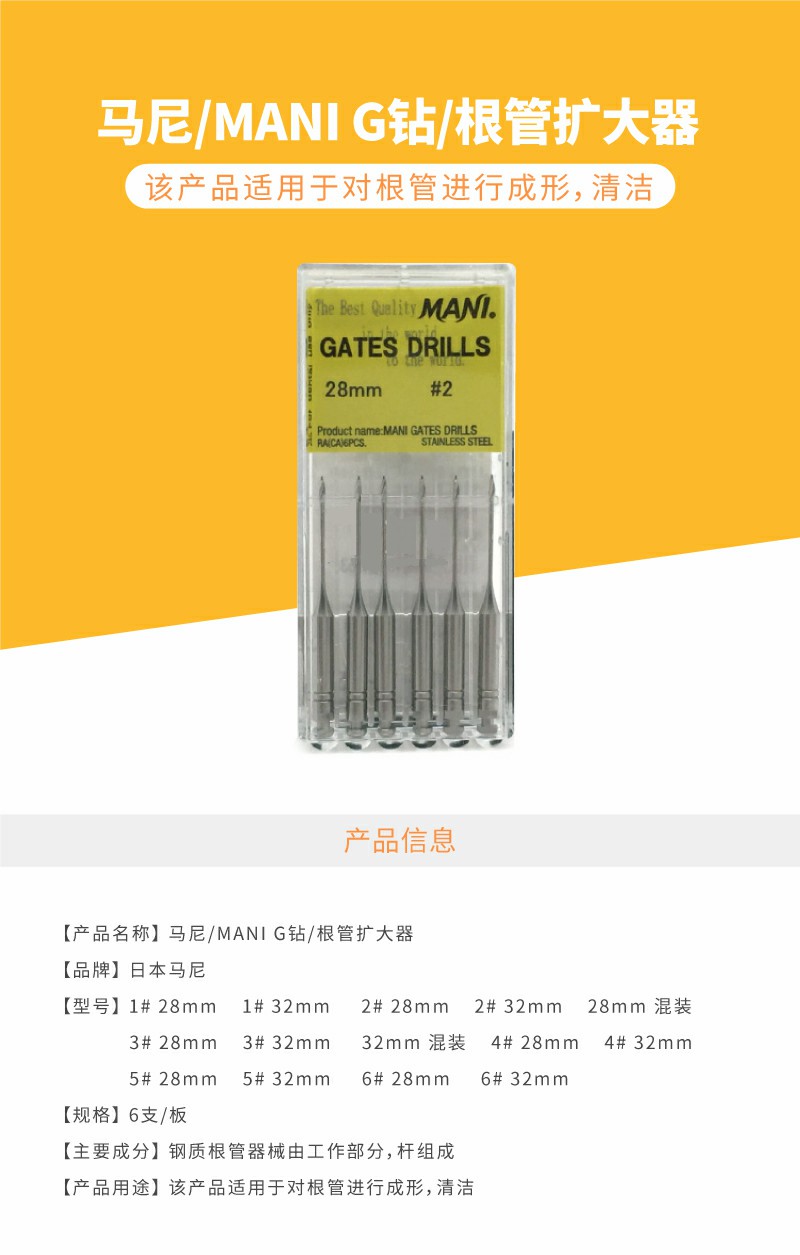 马尼/MANI G钻/根管扩大器
该产品适用于对根管进行成形,清洁
The Best Quality MANI.
in the world
to the world.
GATES DRILLS
28mm #2
Product name:MANI GATES DRILLS
RA(CA)6PCS. STAINLESS STEEL
产品信息
【产品名称】马尼/MANI G钻/根管扩大器
【品牌】日本马尼
【型号】1# 28mm 1# 32mm 2# 28mm 2# 32mm 28mm 混装
3# 28mm 3# 32mm 32mm 混装 4# 28mm 4# 32mm
5# 28mm 5# 32mm 6# 28mm 6# 32mm
【规格】6支/板
【主要成分】钢质根管器械由工作部分,杆组成
【产品用途】该产品适用于对根管进行成形,清洁